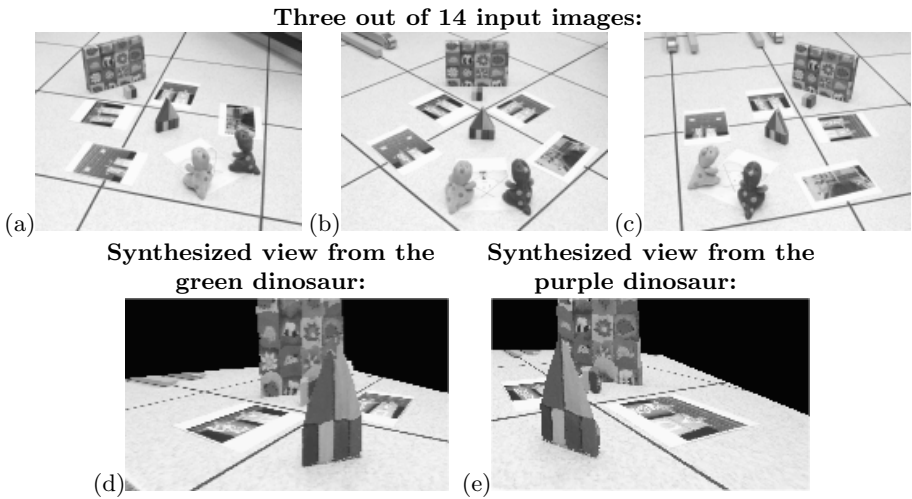 Three out of 14 input images:
(a)
(b)
(c)
Synthesized view from the
green dinosaur:
Synthesized view from the
purple dinosaur:
(d)
(e)